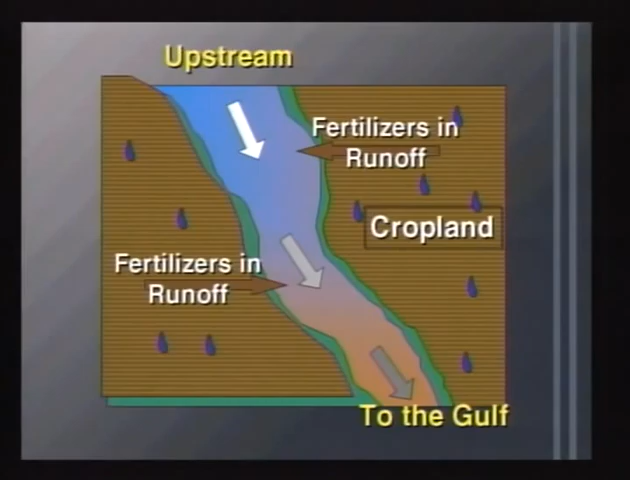 Upstream
Fertilizers in
Runoff
Cropland
Fertilizers in
Runoff
To the Gulf